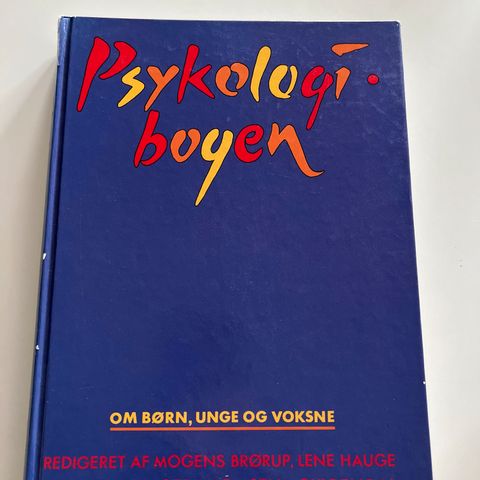 Psykologi·
bogen
OM BØRN, UNGE OG VOKSNE
REDIGERET AF MOGENS BRØRUP, LENE HAUGE